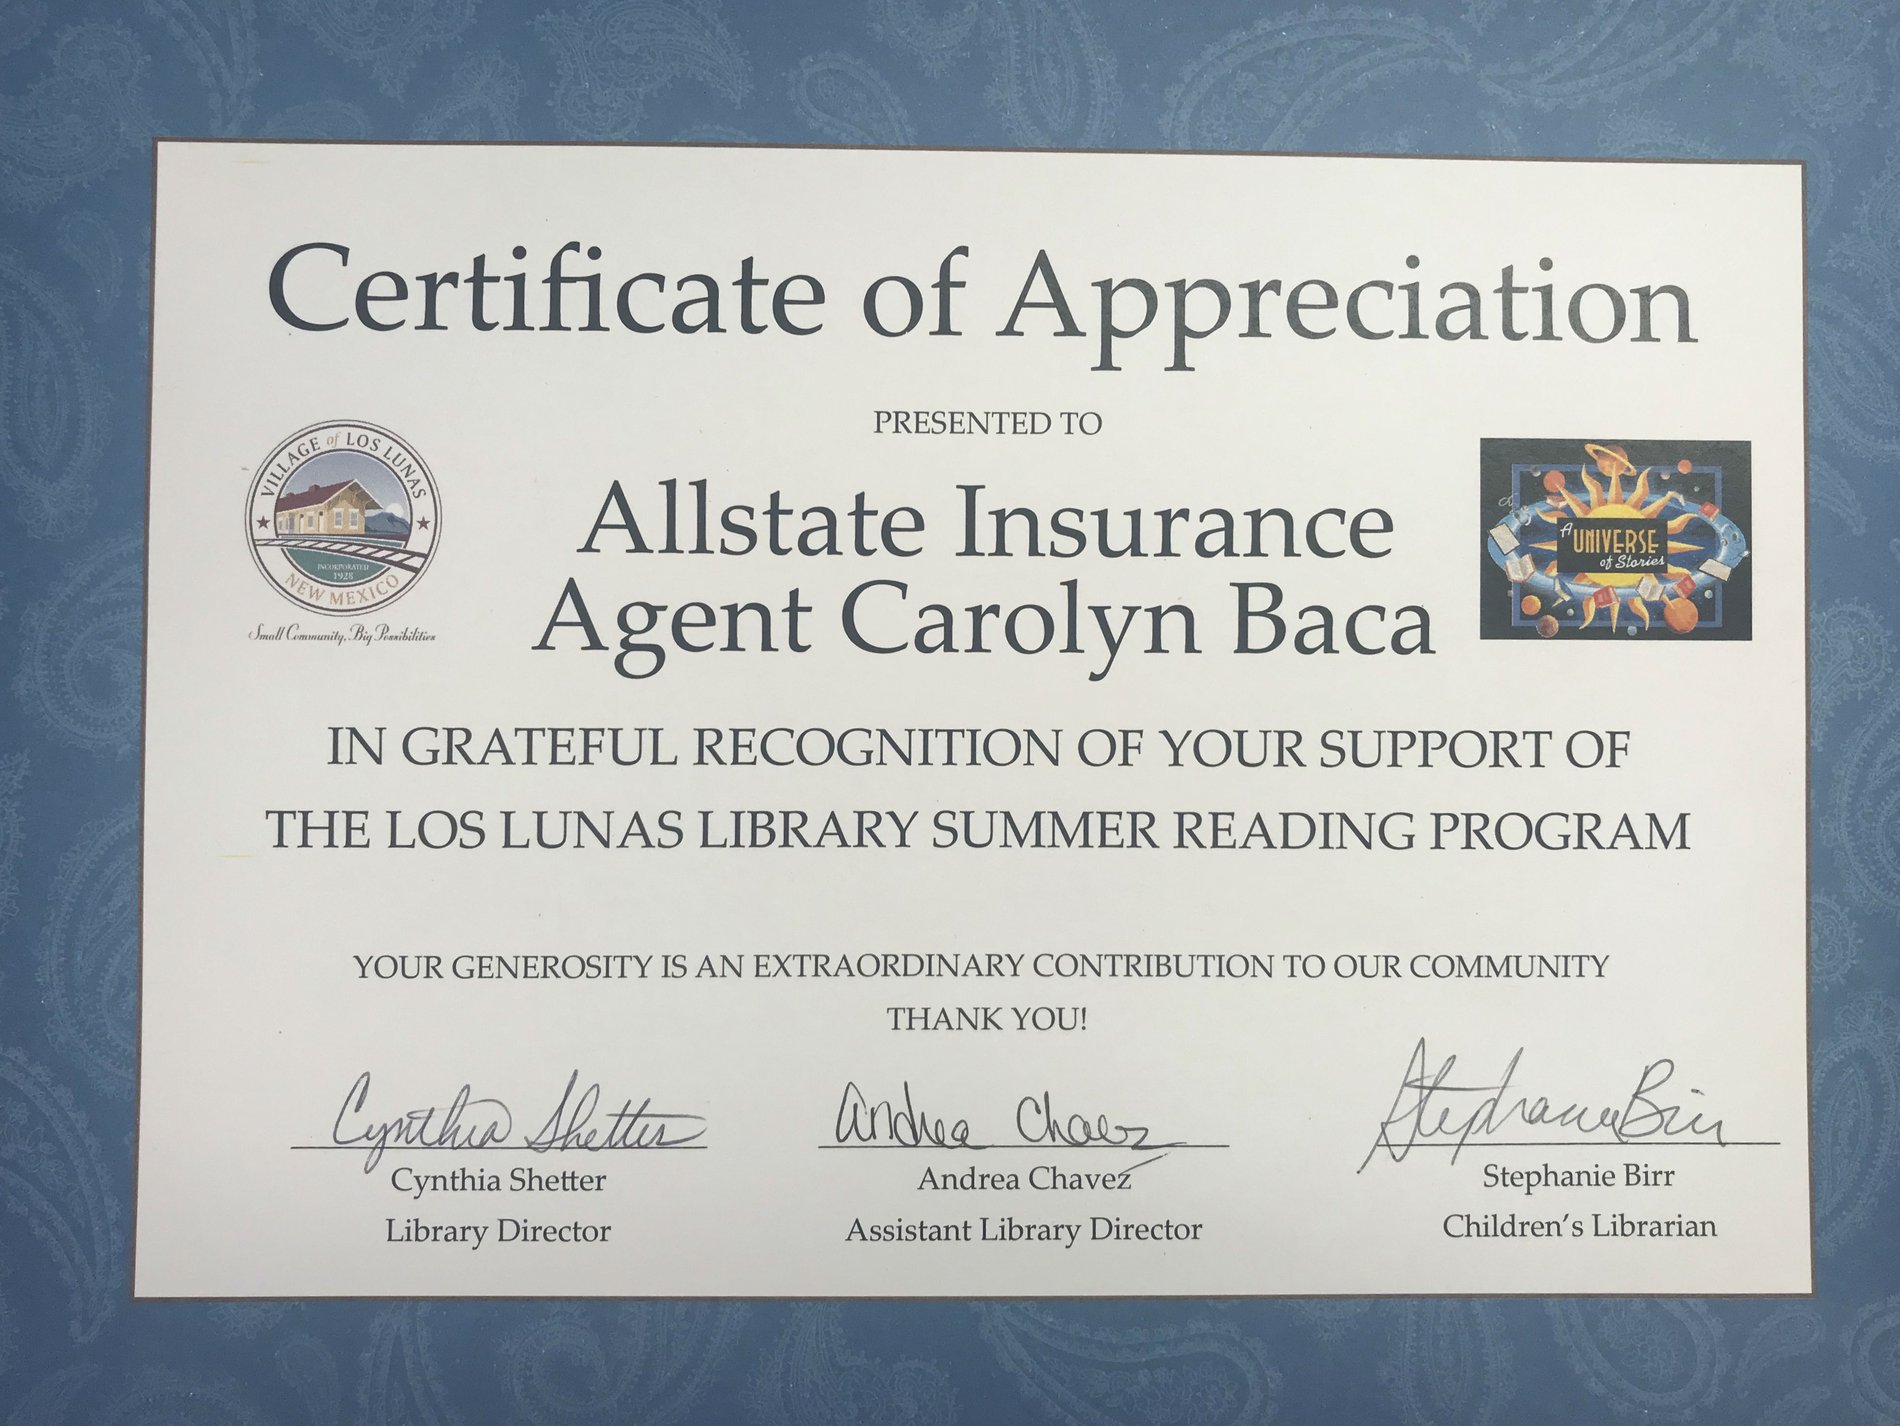 Certificate of Appreciation
PRESENTED TO
VILLAGE of LOS LUNAS
INCORPORATED
1928
NEW MEXICO
Small Community, Big Possibilities
Allstate Insurance
Agent Carolyn Baca
A UNIVERSE
of Stories
IN GRATEFUL RECOGNITION OF YOUR SUPPORT OF
THE LOS LUNAS LIBRARY SUMMER READING PROGRAM
YOUR GENEROSITY IS AN EXTRAORDINARY CONTRIBUTION TO OUR COMMUNITY
THANK YOU!
Cynthia Shetter
Andrea Chavez
Stephanie Birr
Cynthia Shetter
Andrea Chavez
Stephanie Birr
Library Director
Assistant Library Director
Children's Librarian